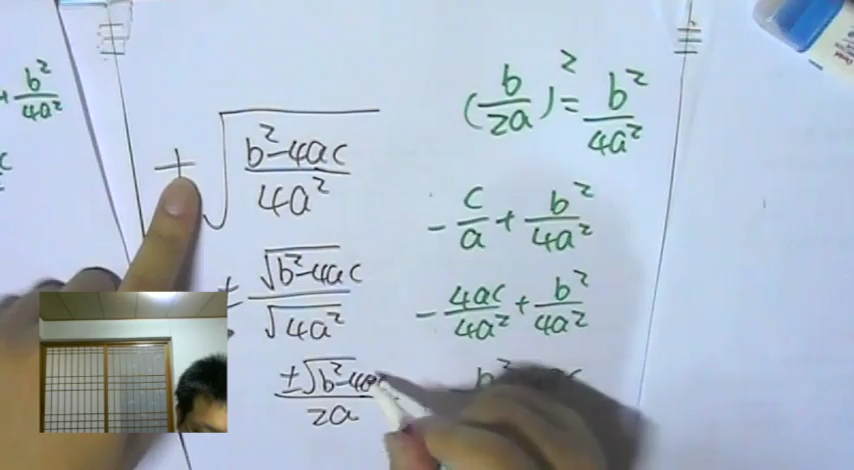 + b²/4a²
c
± √((b²-4ac)/4a²)
± √(b²-4ac)/√(4a²)
±√(b²-4ac)/2a
(b/2a)² = b²/4a²
- c/a + b²/4a²
- 4ac/4a² + b²/4a²